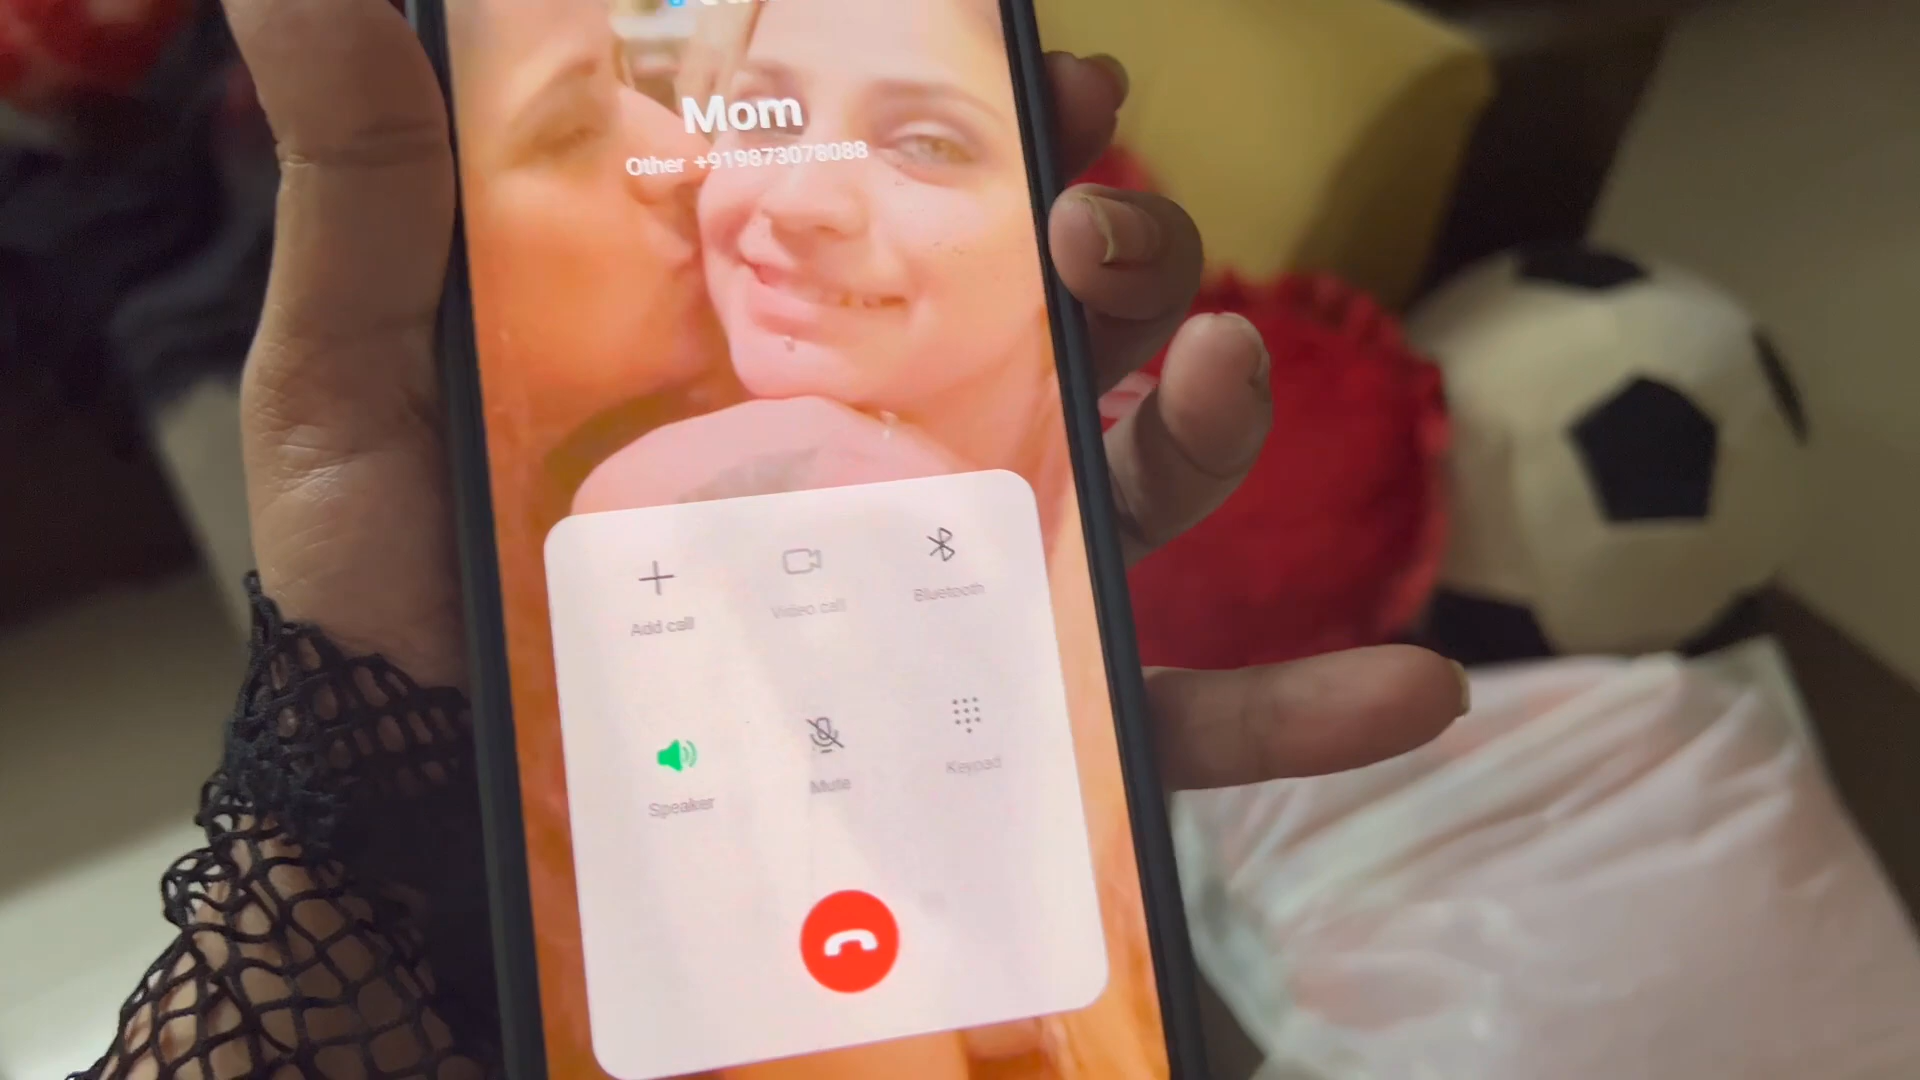 Mom
Other +919873078088
Add call
Video call
Bluetooth
Speaker
Mute
Keypad